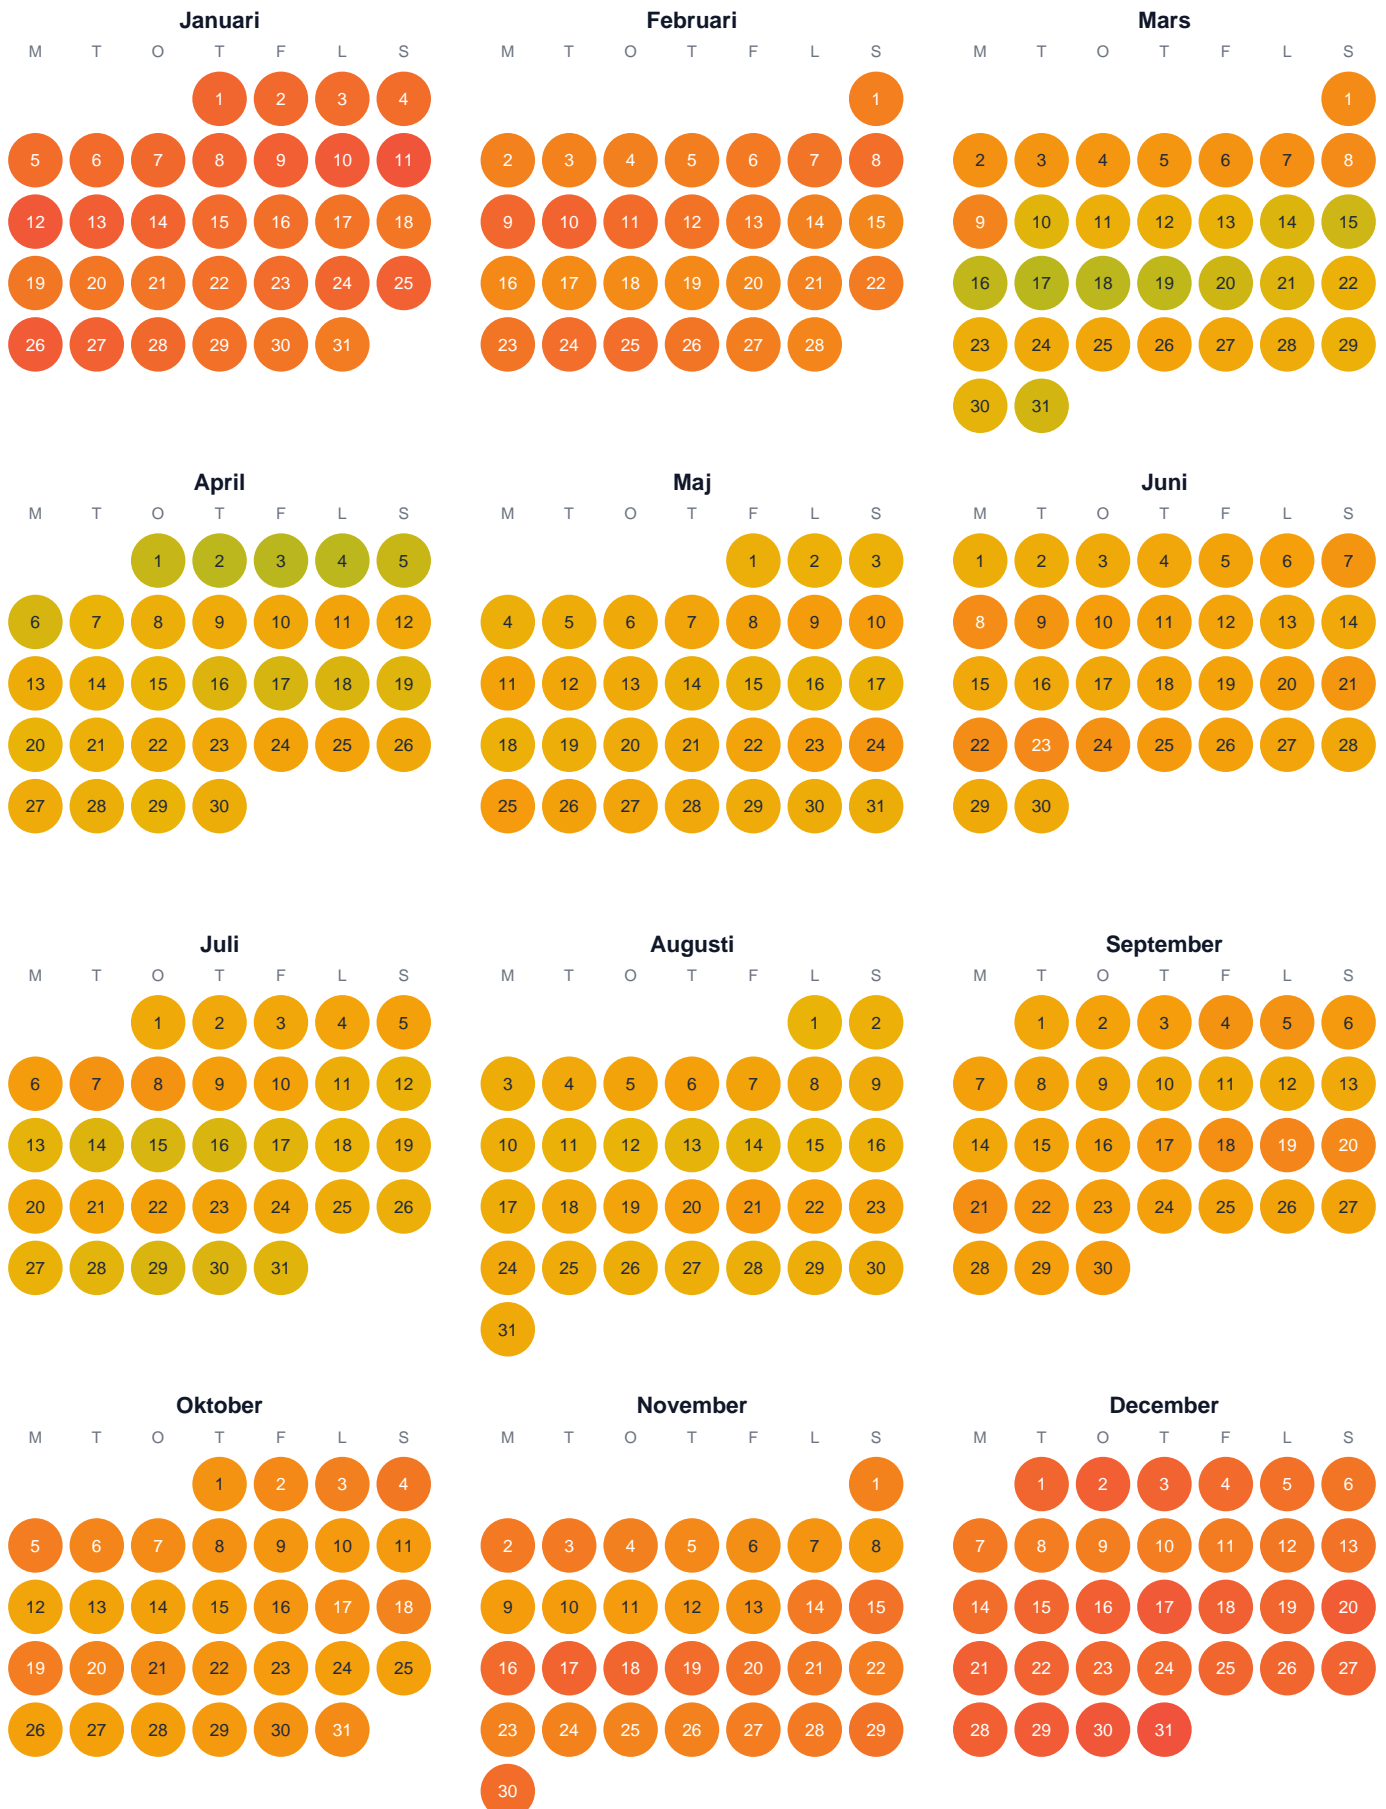 Januari
M T O T F L S
1 2 3 4
5 6 7 8 9 10 11
12 13 14 15 16 17 18
19 20 21 22 23 24 25
26 27 28 29 30 31
Februari
M T O T F L S
1
2 3 4 5 6 7 8
9 10 11 12 13 14 15
16 17 18 19 20 21 22
23 24 25 26 27 28
Mars
M T O T F L S
1
2 3 4 5 6 7 8
9 10 11 12 13 14 15
16 17 18 19 20 21 22
23 24 25 26 27 28 29
30 31
April
M T O T F L S
1 2 3 4 5
6 7 8 9 10 11 12
13 14 15 16 17 18 19
20 21 22 23 24 25 26
27 28 29 30
Maj
M T O T F L S
1 2 3
4 5 6 7 8 9 10
11 12 13 14 15 16 17
18 19 20 21 22 23 24
25 26 27 28 29 30 31
Juni
M T O T F L S
1 2 3 4 5 6 7
8 9 10 11 12 13 14
15 16 17 18 19 20 21
22 23 24 25 26 27 28
29 30
Juli
M T O T F L S
1 2 3 4 5
6 7 8 9 10 11 12
13 14 15 16 17 18 19
20 21 22 23 24 25 26
27 28 29 30 31
Augusti
M T O T F L S
1 2
3 4 5 6 7 8 9
10 11 12 13 14 15 16
17 18 19 20 21 22 23
24 25 26 27 28 29 30
31
September
M T O T F L S
1 2 3 4 5 6
7 8 9 10 11 12 13
14 15 16 17 18 19 20
21 22 23 24 25 26 27
28 29 30
Oktober
M T O T F L S
1 2 3 4
5 6 7 8 9 10 11
12 13 14 15 16 17 18
19 20 21 22 23 24 25
26 27 28 29 30 31
November
M T O T F L S
1
2 3 4 5 6 7 8
9 10 11 12 13 14 15
16 17 18 19 20 21 22
23 24 25 26 27 28 29
30
December
M T O T F L S
1 2 3 4 5 6
7 8 9 10 11 12 13
14 15 16 17 18 19 20
21 22 23 24 25 26 27
28 29 30 31